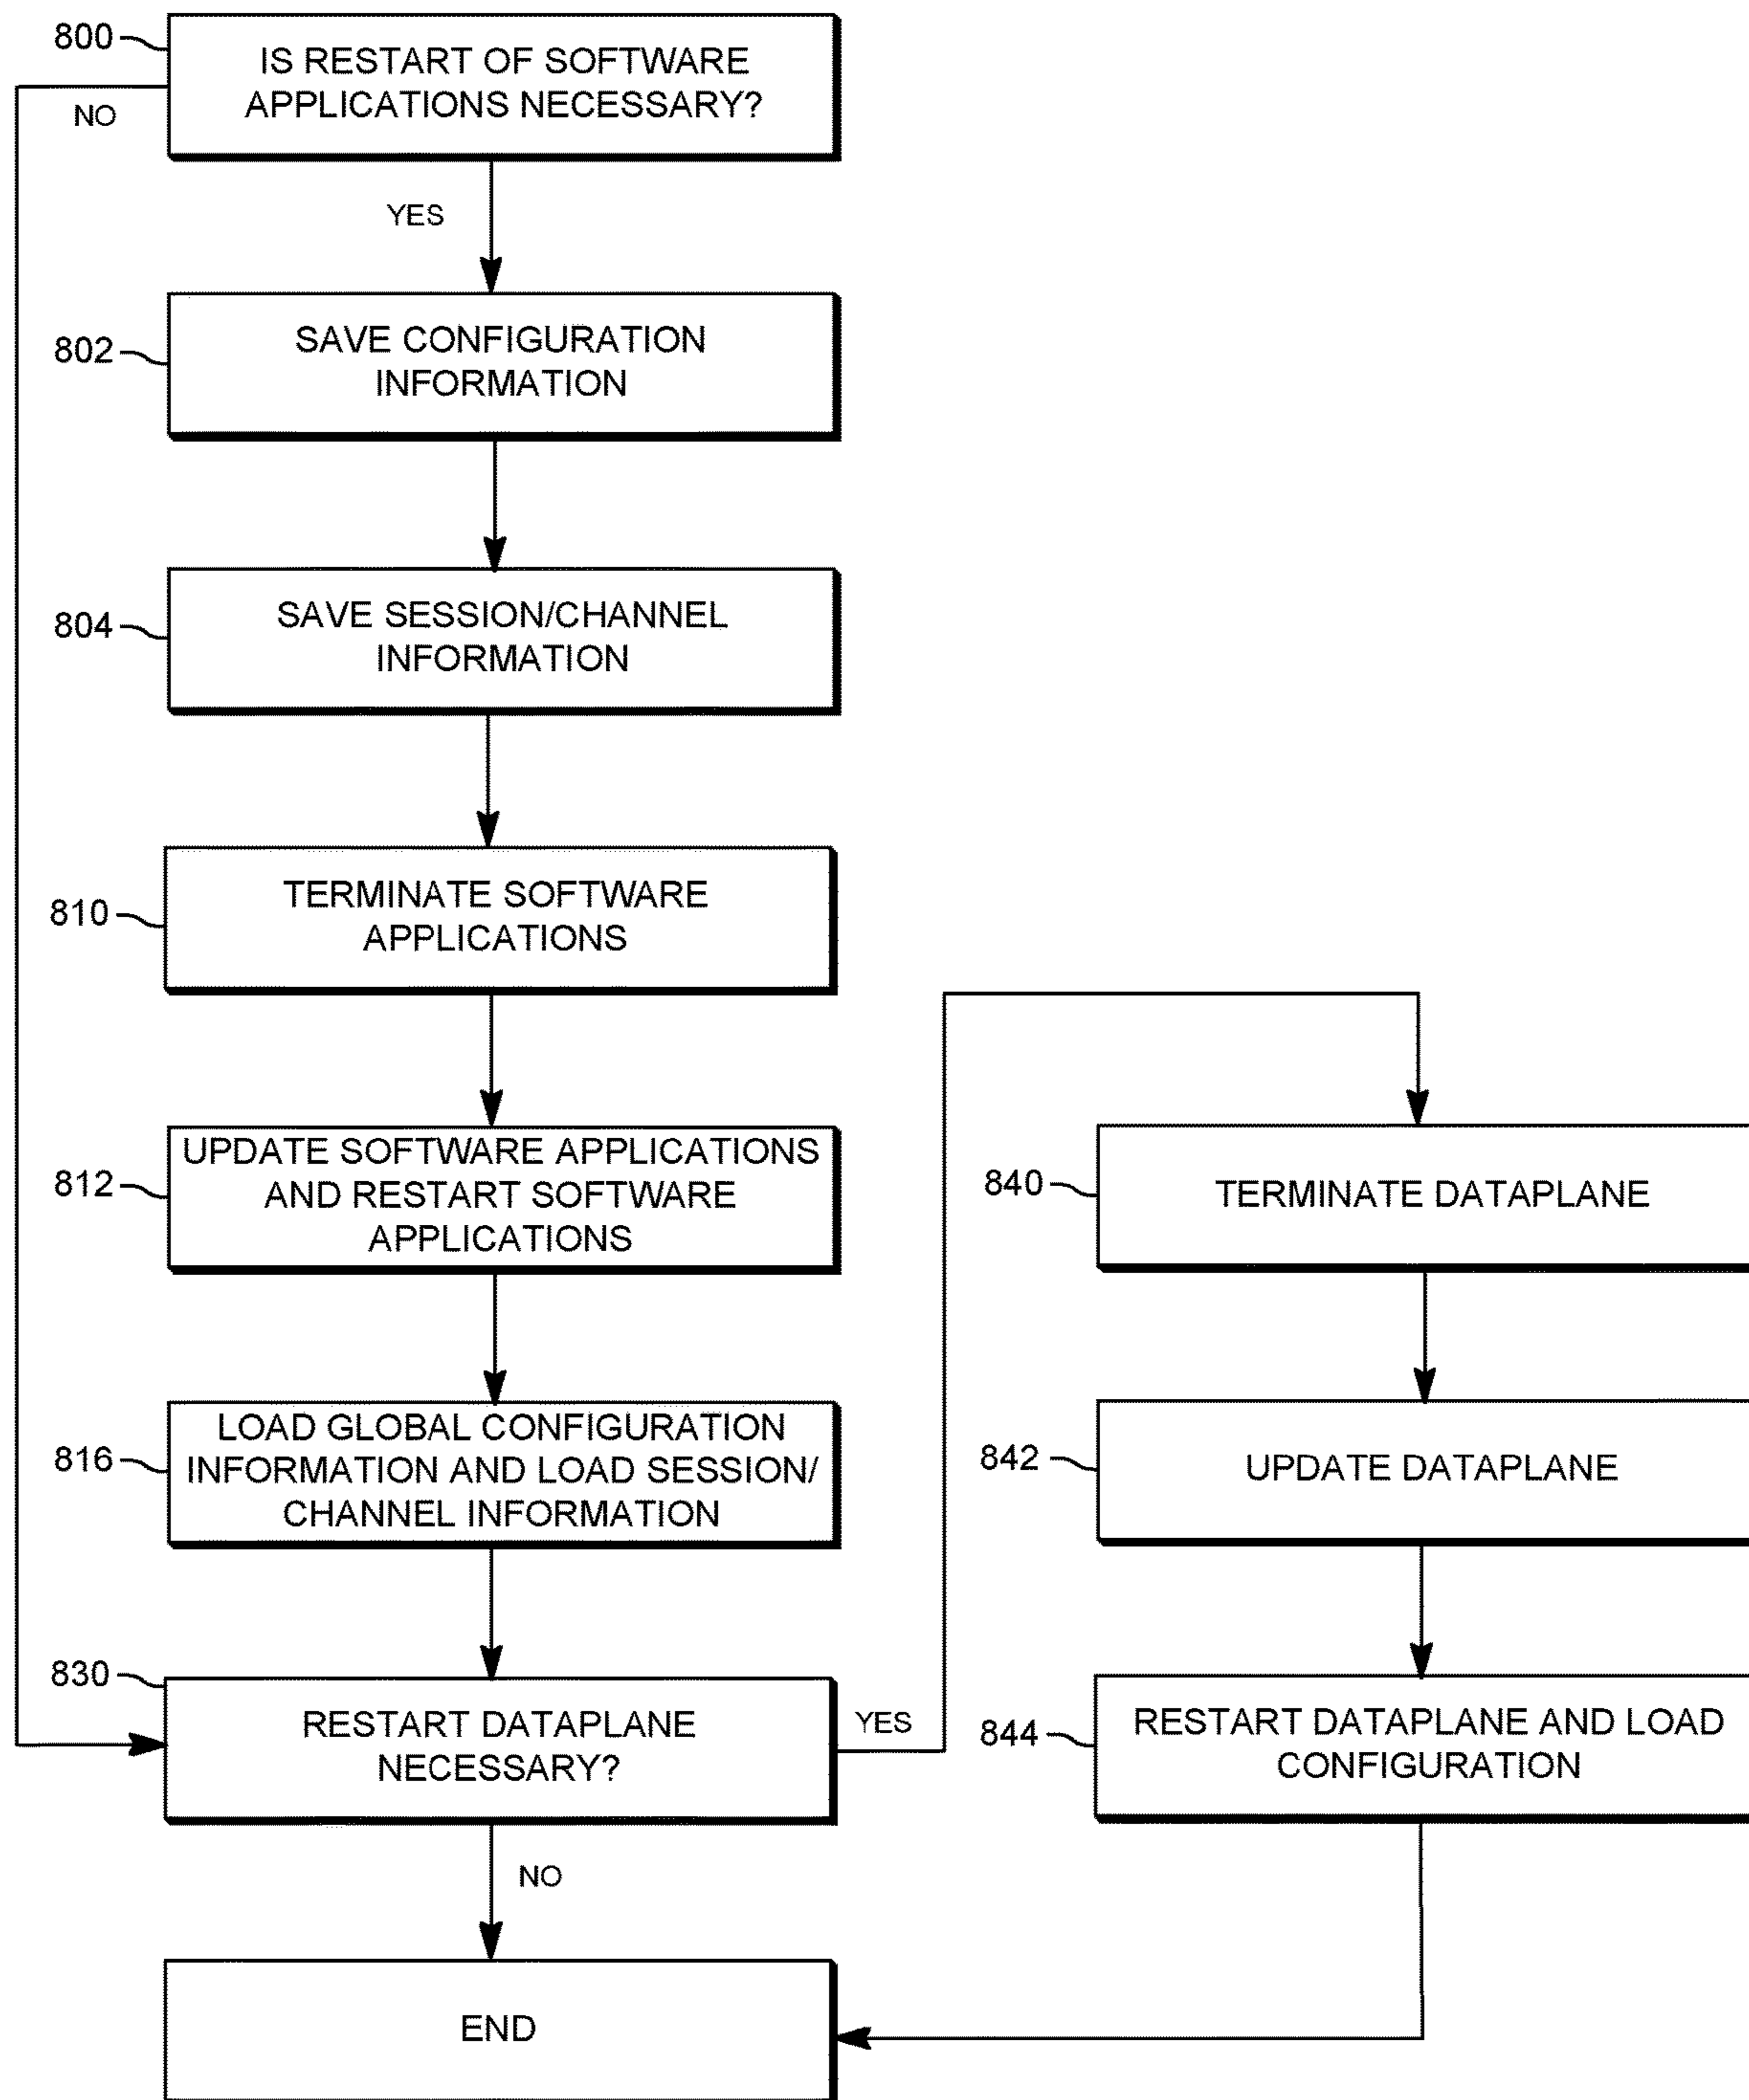 800
IS RESTART OF SOFTWARE
APPLICATIONS NECESSARY?
NO
YES
802
SAVE CONFIGURATION
INFORMATION
804
SAVE SESSION/CHANNEL
INFORMATION
810
TERMINATE SOFTWARE
APPLICATIONS
812
UPDATE SOFTWARE APPLICATIONS
AND RESTART SOFTWARE
APPLICATIONS
816
LOAD GLOBAL CONFIGURATION
INFORMATION AND LOAD SESSION/
CHANNEL INFORMATION
830
RESTART DATAPLANE
NECESSARY?
YES
NO
END
840
TERMINATE DATAPLANE
842
UPDATE DATAPLANE
844
RESTART DATAPLANE AND LOAD
CONFIGURATION